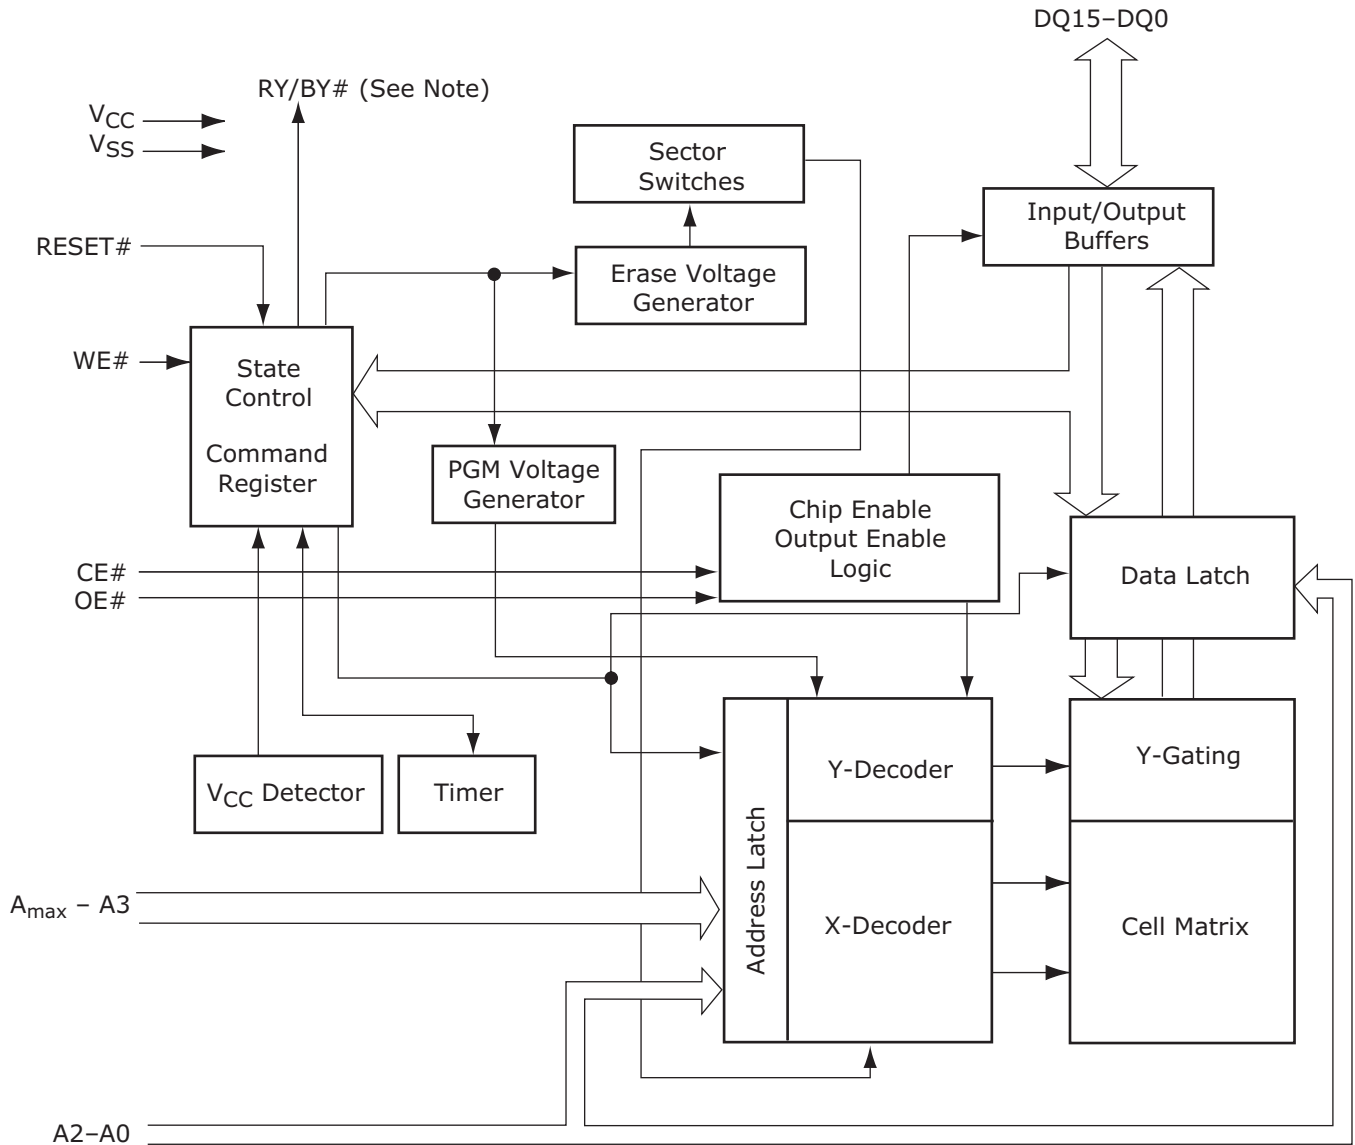 DQ15–DQ0
RY/BY# (See Note)
VCC
VSS
Sector
Switches
Input/Output
Buffers
RESET#
Erase Voltage
Generator
WE#
State
Control
Command
Register
PGM Voltage
Generator
Chip Enable
Output Enable
Logic
CE#
OE#
Data Latch
Y-Decoder
Y-Gating
VCC Detector
Timer
Address Latch
Amax – A3
X-Decoder
Cell Matrix
A2–A0